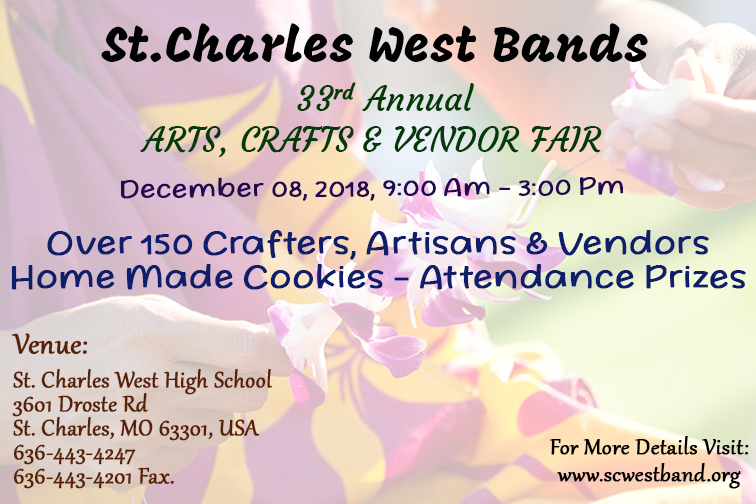 St.Charles West Bands
33rd Annual
ARTS, CRAFTS & VENDOR FAIR
December 08, 2018, 9:00 Am - 3:00 Pm
Over 150 Crafters, Artisans & Vendors
Home Made Cookies - Attendance Prizes
Venue:
St. Charles West High School
3601 Droste Rd
St. Charles, MO 63301, USA
636-443-4247
636-443-4201 Fax.
For More Details Visit:
www.scwestband.org